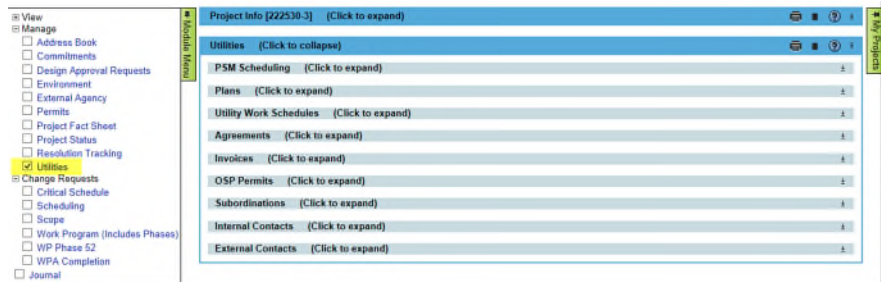 View
Manage
Address Book
Commitments
Design Approval Requests
Environment
External Agency
Permits
Project Fact Sheet
Project Status
Resolution Tracking
Utilities
Change Requests
Critical Schedule
Scheduling
Scope
Work Program (Includes Phases)
WP Phase 52
WPA Completion
Journal
Module Menu
Project Info [222530-3] (Click to expand)
Utilities (Click to collapse)
PSM Scheduling (Click to expand)
Plans (Click to expand)
Utility Work Schedules (Click to expand)
Agreements (Click to expand)
Invoices (Click to expand)
OSP Permits (Click to expand)
Subordinations (Click to expand)
Internal Contacts (Click to expand)
External Contacts (Click to expand)
My Projects